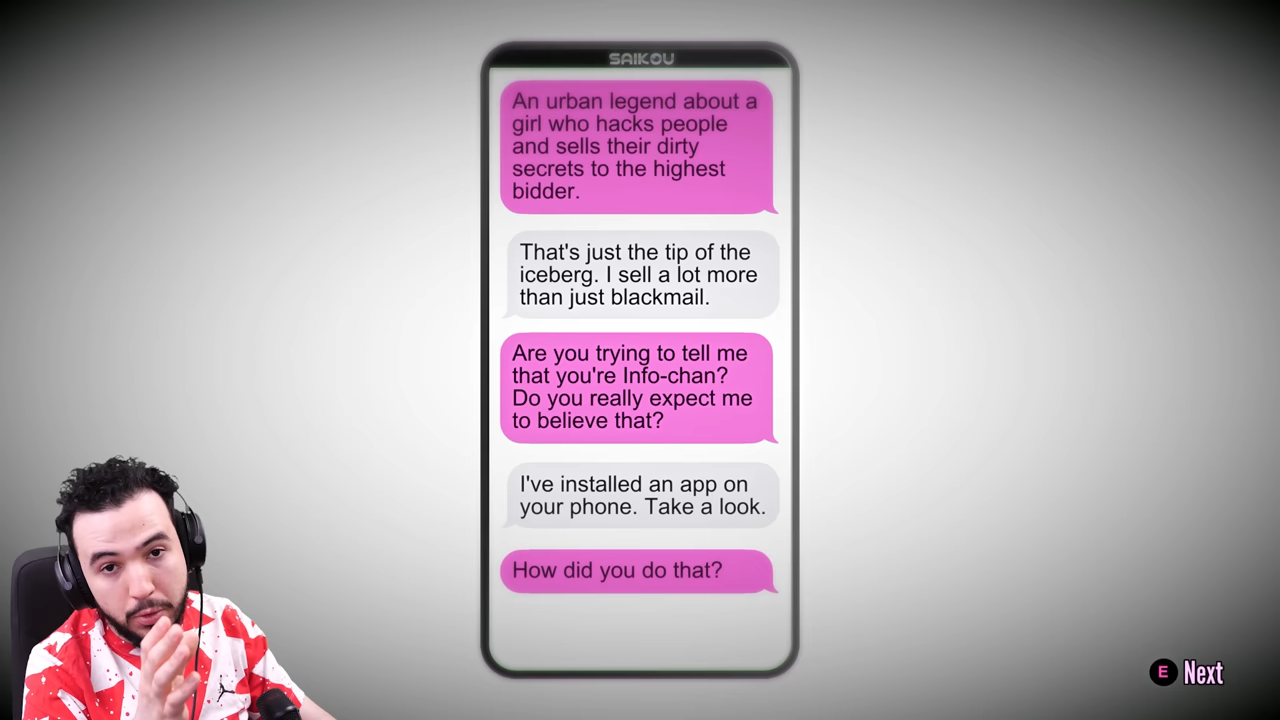 SAIKOU
An urban legend about a
girl who hacks people
and sells their dirty
secrets to the highest
bidder.
That's just the tip of the
iceberg. I sell a lot more
than just blackmail.
Are you trying to tell me
that you're Info-chan?
Do you really expect me
to believe that?
I've installed an app on
your phone. Take a look.
How did you do that?
E Next